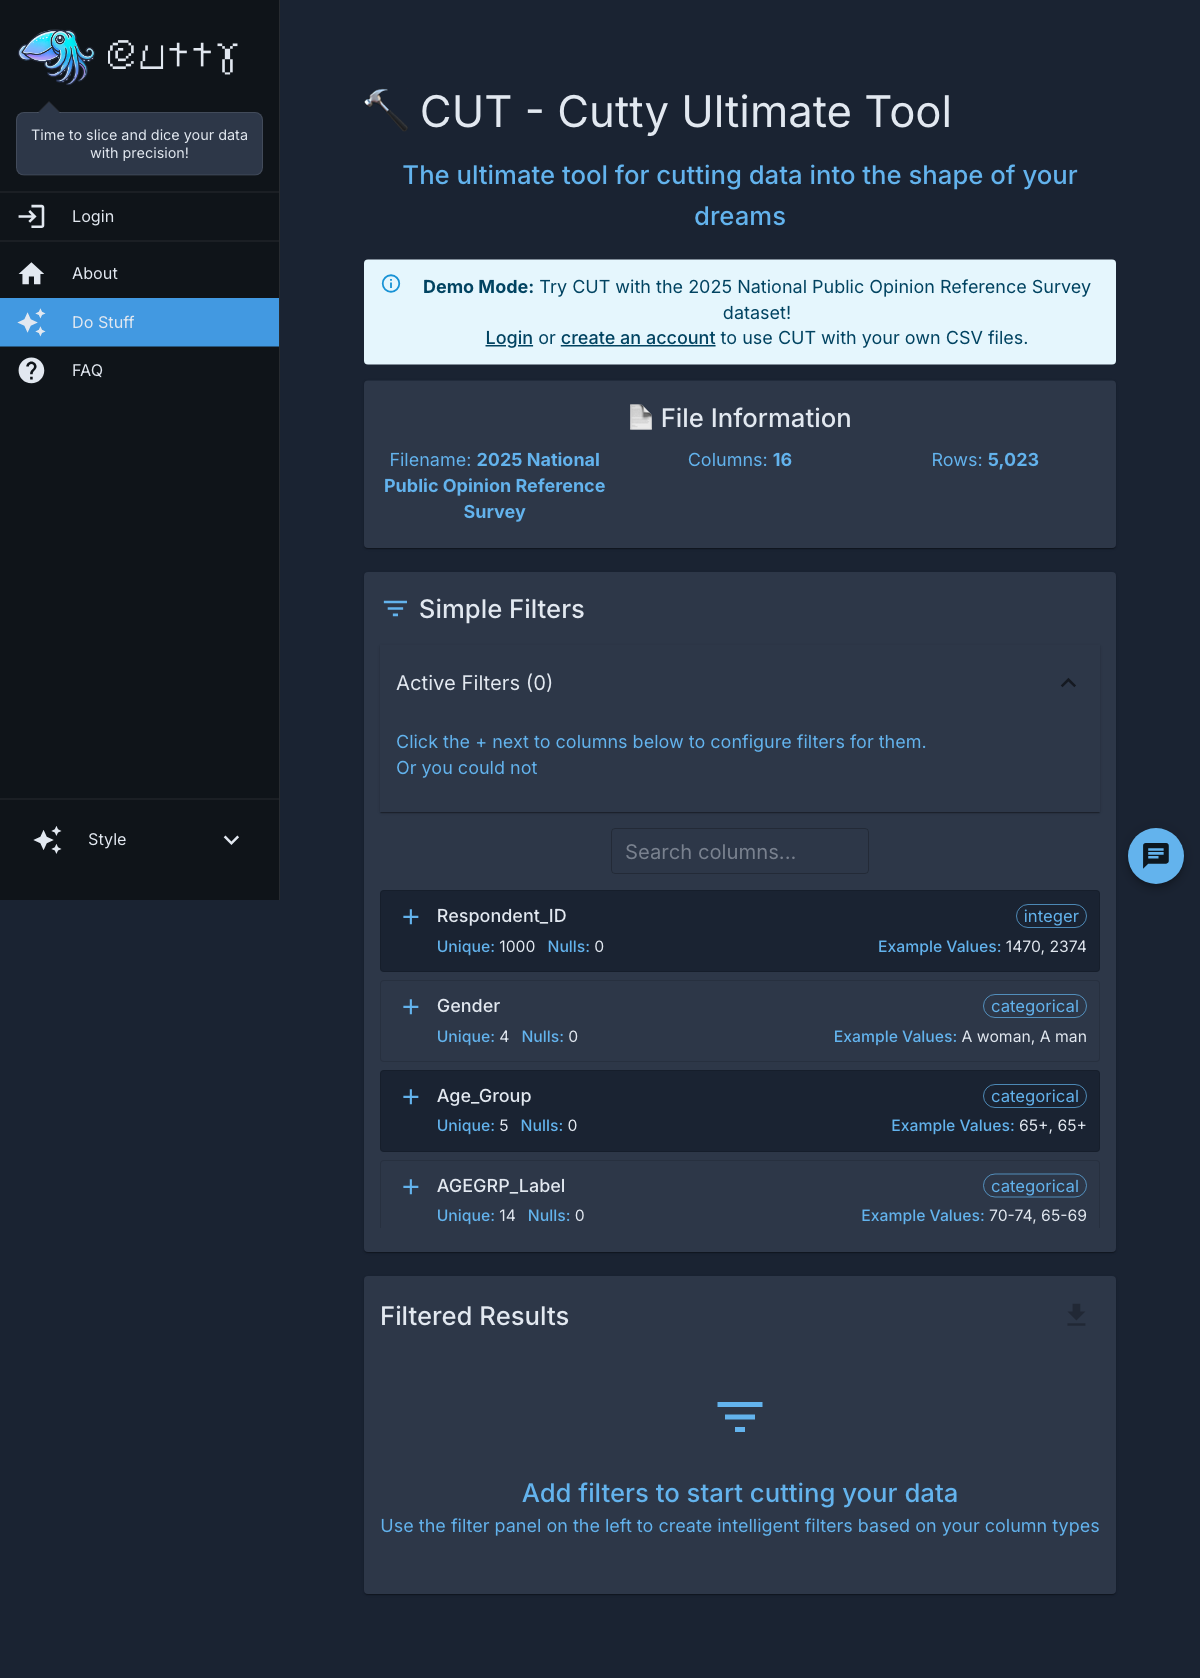 Cutty
Time to slice and dice your data
with precision!
Login
About
Do Stuff
FAQ
Style
CUT - Cutty Ultimate Tool
The ultimate tool for cutting data into the shape of your
dreams
Demo Mode: Try CUT with the 2025 National Public Opinion Reference Survey
dataset!
Login or create an account to use CUT with your own CSV files.
File Information
Filename: 2025 National
Public Opinion Reference
Survey
Columns: 16
Rows: 5,023
Simple Filters
Active Filters (0)
Click the + next to columns below to configure filters for them.
Or you could not
Search columns...
Respondent_ID
integer
Unique: 1000 Nulls: 0
Example Values: 1470, 2374
Gender
categorical
Unique: 4 Nulls: 0
Example Values: A woman, A man
Age_Group
categorical
Unique: 5 Nulls: 0
Example Values: 65+, 65+
AGEGRP_Label
categorical
Unique: 14 Nulls: 0
Example Values: 70-74, 65-69
Filtered Results
Add filters to start cutting your data
Use the filter panel on the left to create intelligent filters based on your column types